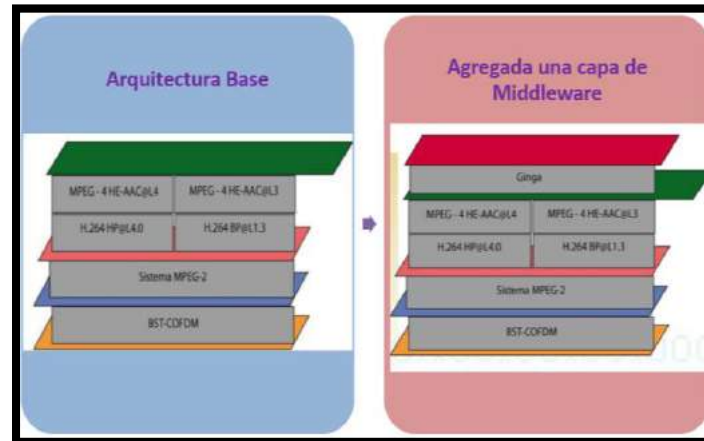 Arquitectura Base
MPEG - 4 HE-AAC@L4 MPEG - 4 HE-AAC@L3
H.264 HP@L4.0 H.264 BP@L1.3
Sistema MPEG-2
BST-COFDM
Agregada una capa de
Middleware
Ginga
MPEG - 4 HE-AAC@L4 MPEG - 4 HE-AAC@L3
H.264 HP@L4.0 H.264 BP@L1.3
Sistema MPEG-2
BST-COFDM